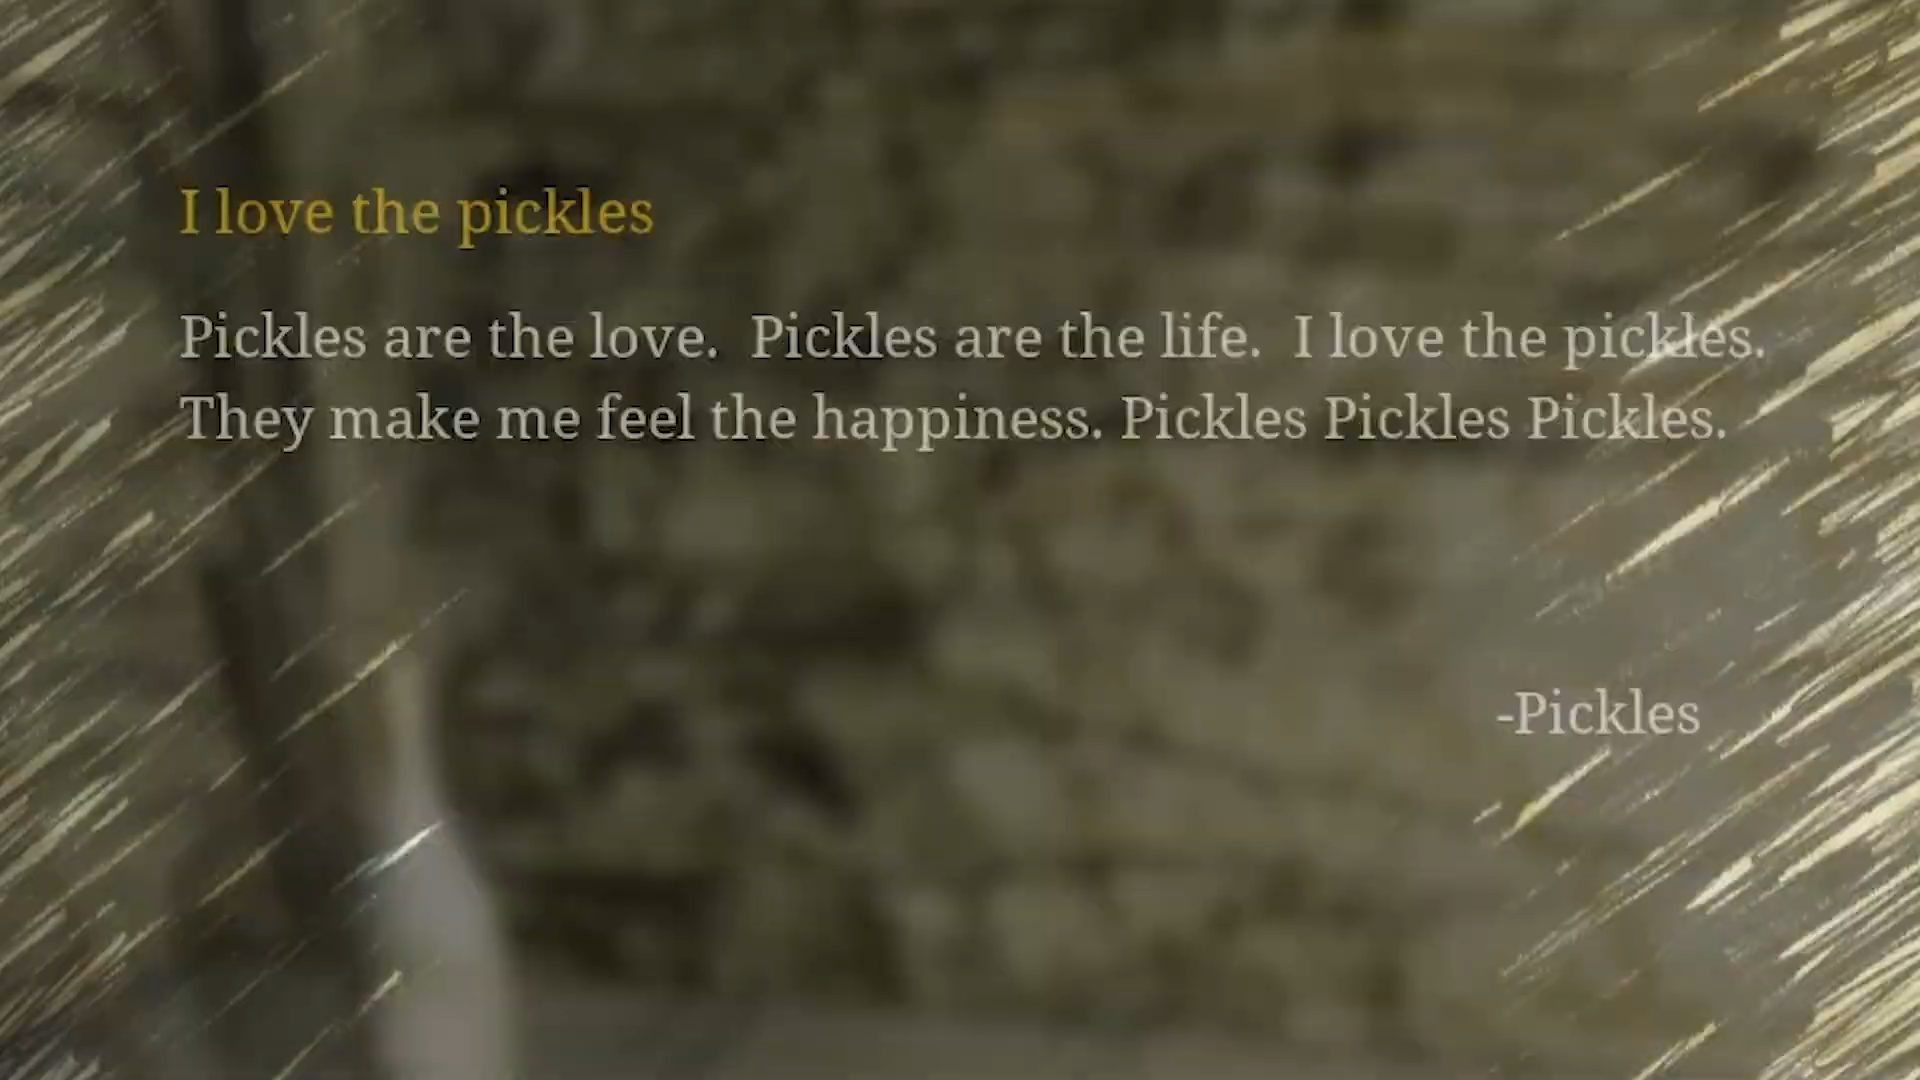 I love the pickles
Pickles are the love.  Pickles are the life.  I love the pickles.
They make me feel the happiness. Pickles Pickles Pickles.
-Pickles